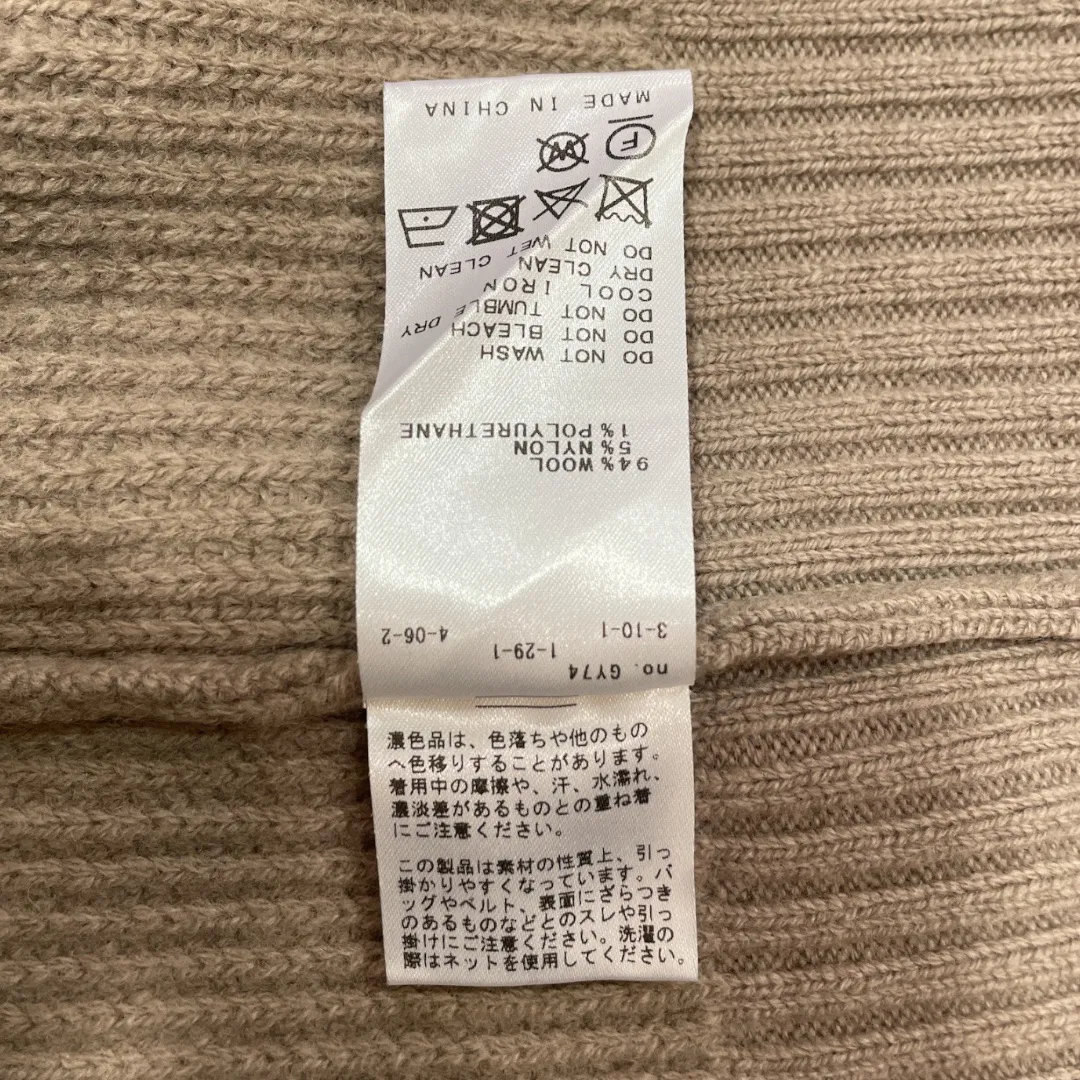 no. GY74
3-10-1 1-29-1 4-06-2
94% WOOL
5% NYLON
1% POLYURETHANE
DO NOT WASH
DO NOT BLEACH
DO NOT TUMBLE DRY
COOL IRON
DRY CLEAN
DO NOT WET CLEAN
F W
MADE IN CHINA
濃色品は、色落ちや他のもの
へ色移りすることがあります。
着用中の摩擦や、汗、水濡れ、
濃淡差があるものとの重ね着
にご注意ください。
この製品は素材の性質上、引っ
掛かりやすくなっています。バ
ッグやベルト、表面にざらつき
のあるものなどとのスレや引っ
掛けにご注意ください。洗濯の
際はネットを使用してください。